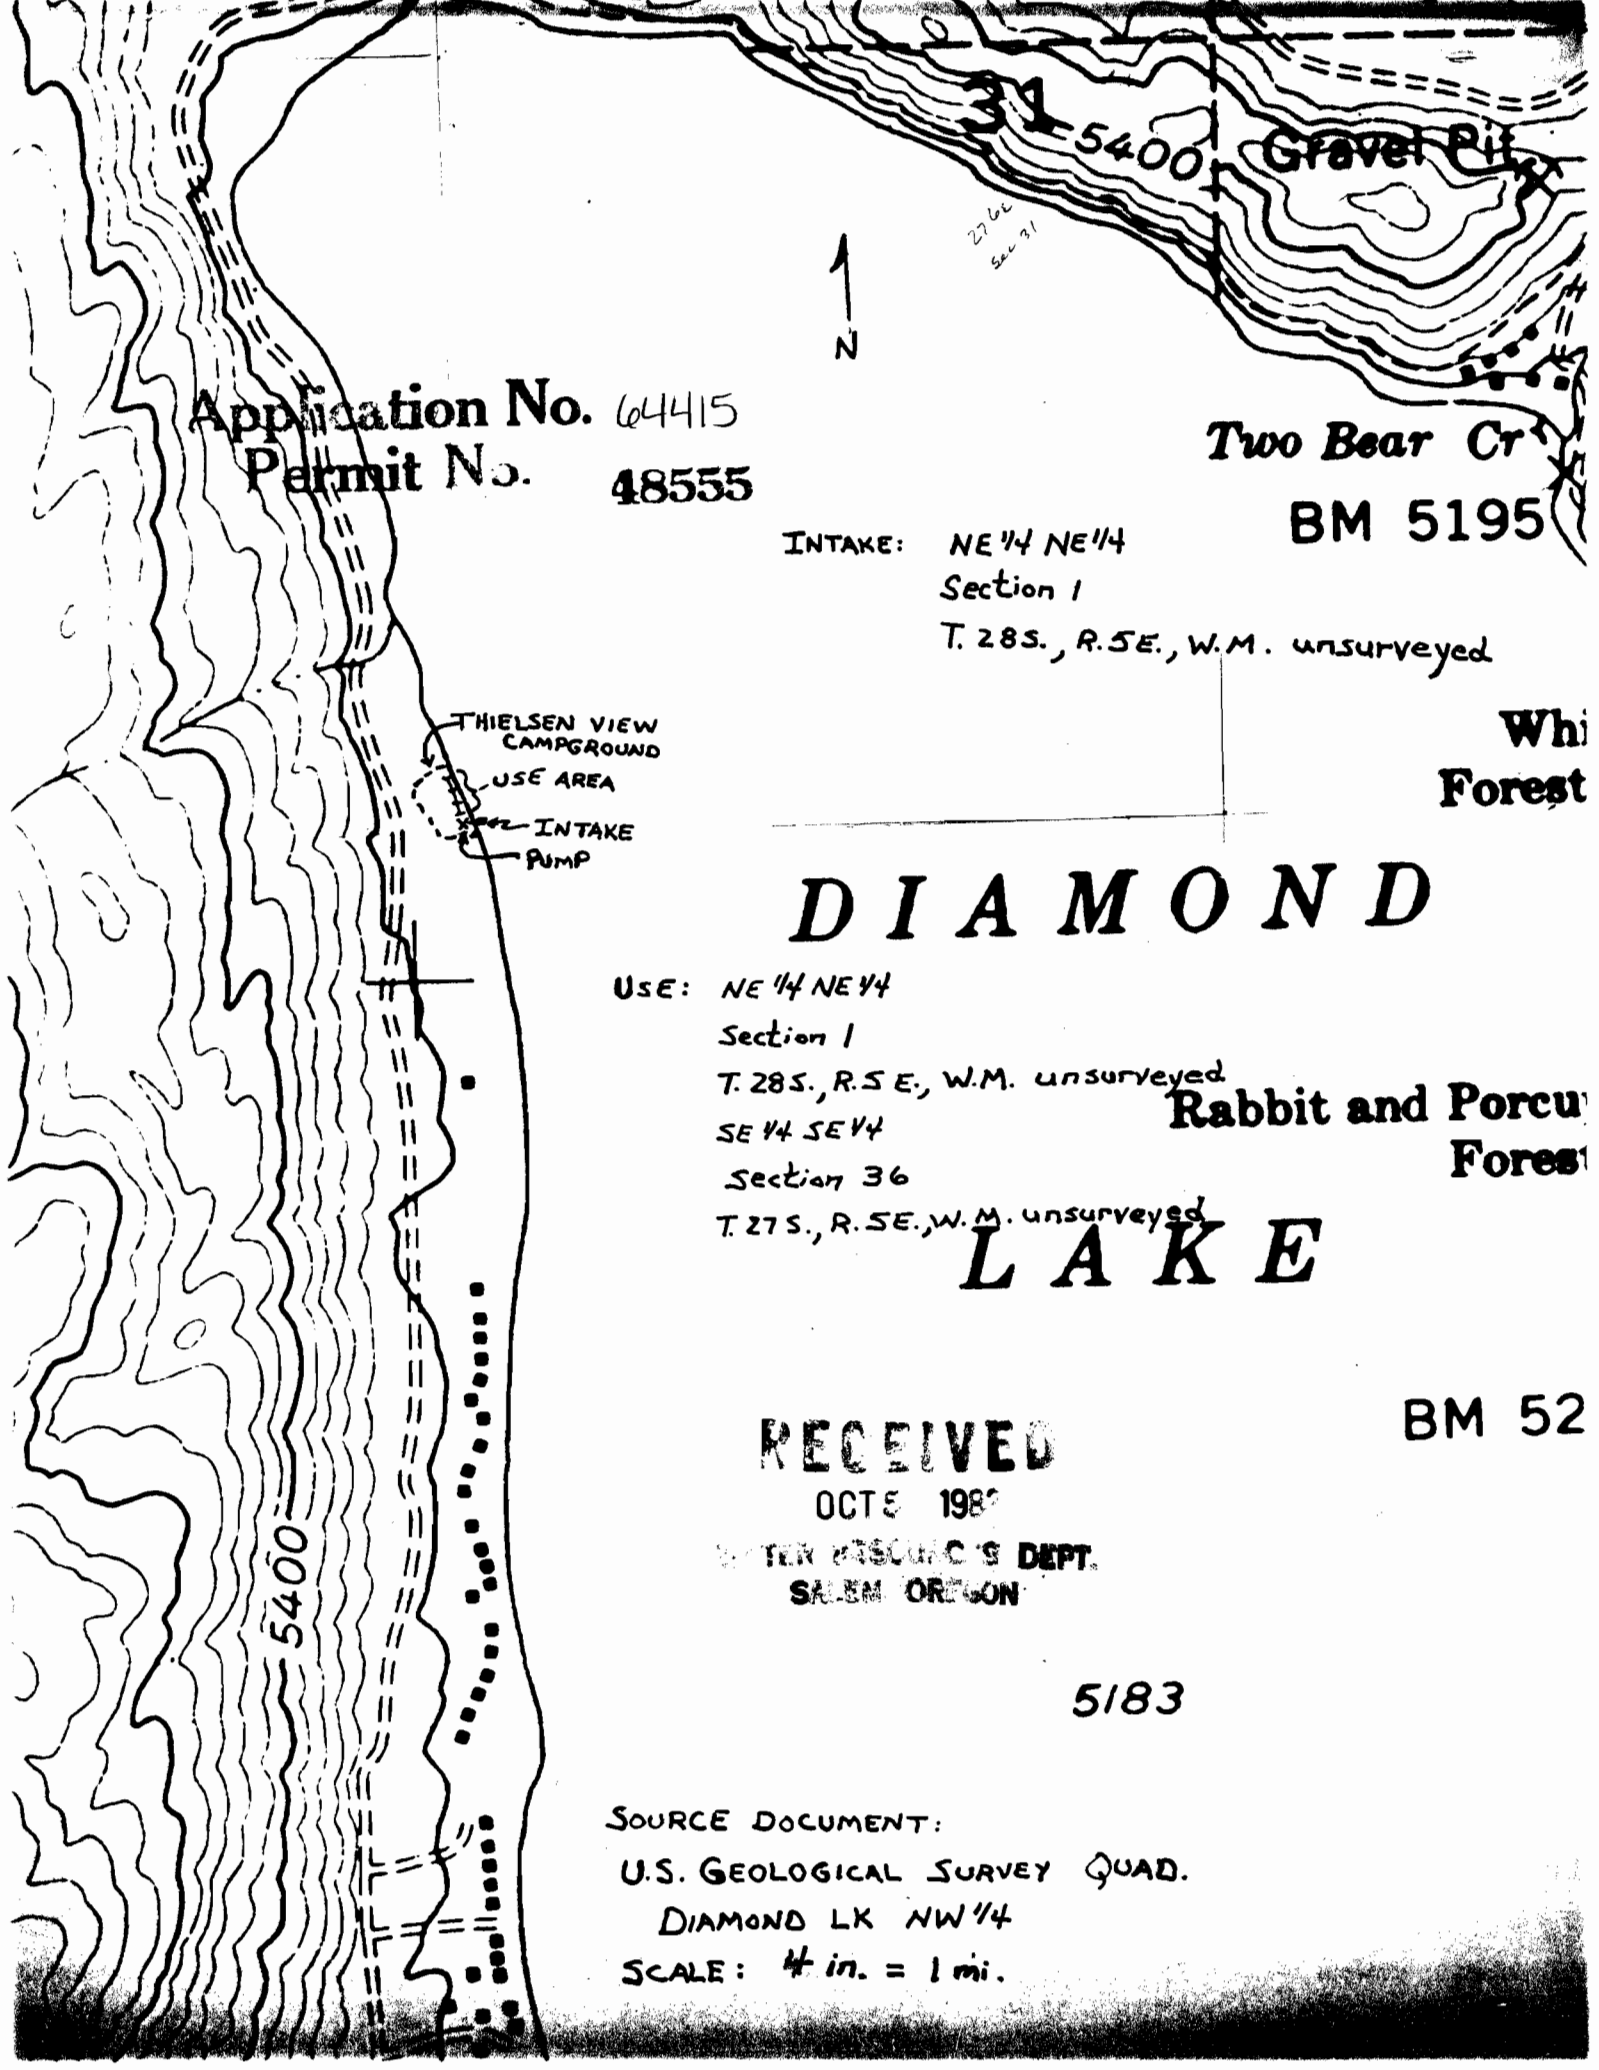 31
5400
Gravel Pit
27 6E
Sec 31
N
Application No. 64415
Permit No. 48555
Two Bear Cr
BM 5195
INTAKE: NE 1/4 NE 1/4
Section 1
T. 28S., R.5E., W.M. unsurveyed
Whi
Forest
THIELSEN VIEW
CAMPGROUND
USE AREA
INTAKE
PUMP
DIAMOND
USE: NE 1/4 NE 1/4
Section 1
T. 28S., R.5E., W.M. unsurveyed
SE 1/4 SE 1/4
Section 36
T. 27S., R.5E., W.M. unsurveyed
Rabbit and Porcu
Forest
LAKE
BM 52
RECEIVED
OCT 5
DEPT.
SALEM OREGON
5400
5183
SOURCE DOCUMENT:
U.S. GEOLOGICAL SURVEY QUAD.
DIAMOND LK NW 1/4
SCALE: 4 in. = 1 mi.